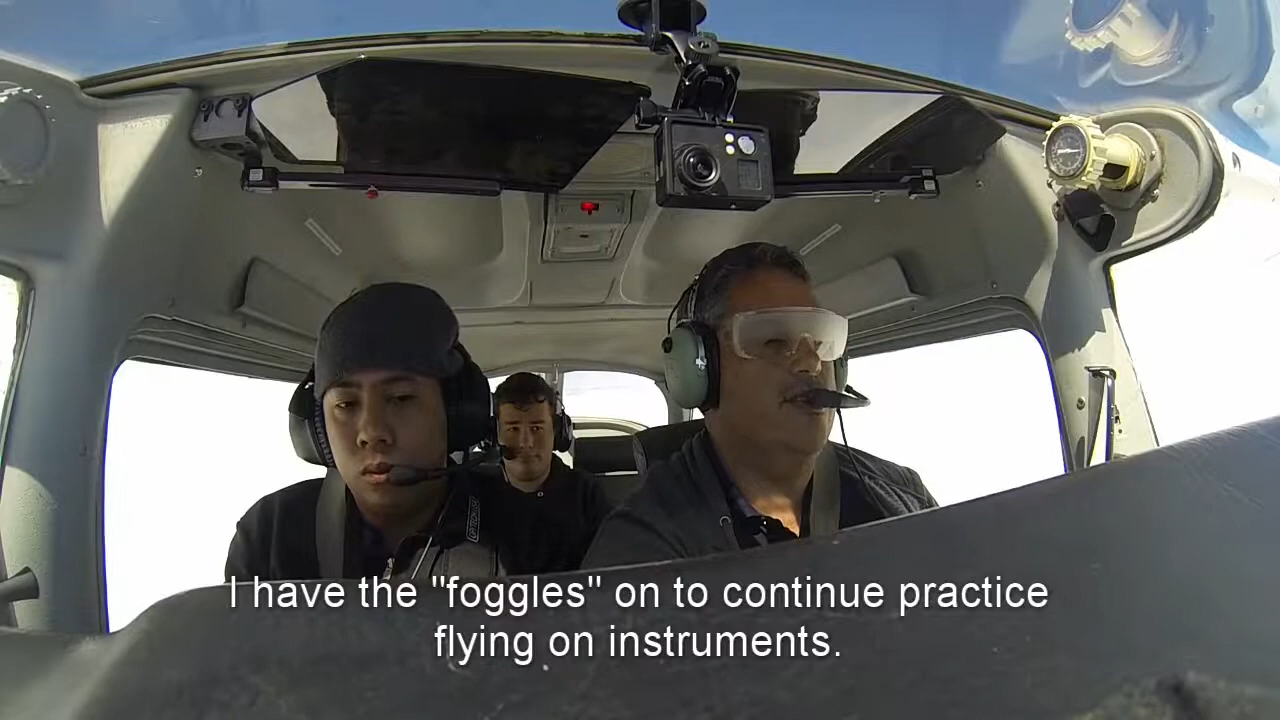 I have the "foggles" on to continue practice
flying on instruments.